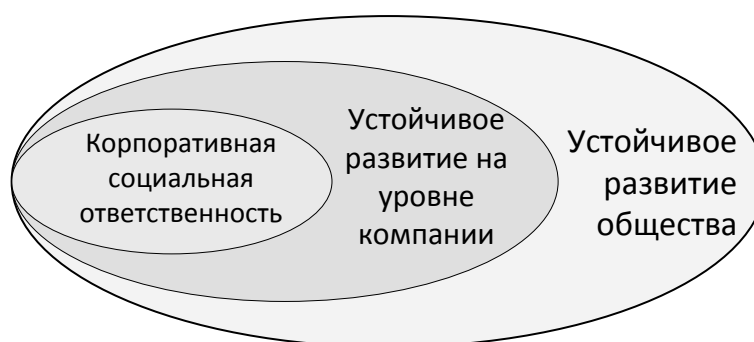 Корпоративная
социальная
ответственность
Устойчивое
развитие на
уровне
компании
Устойчивое
развитие
общества